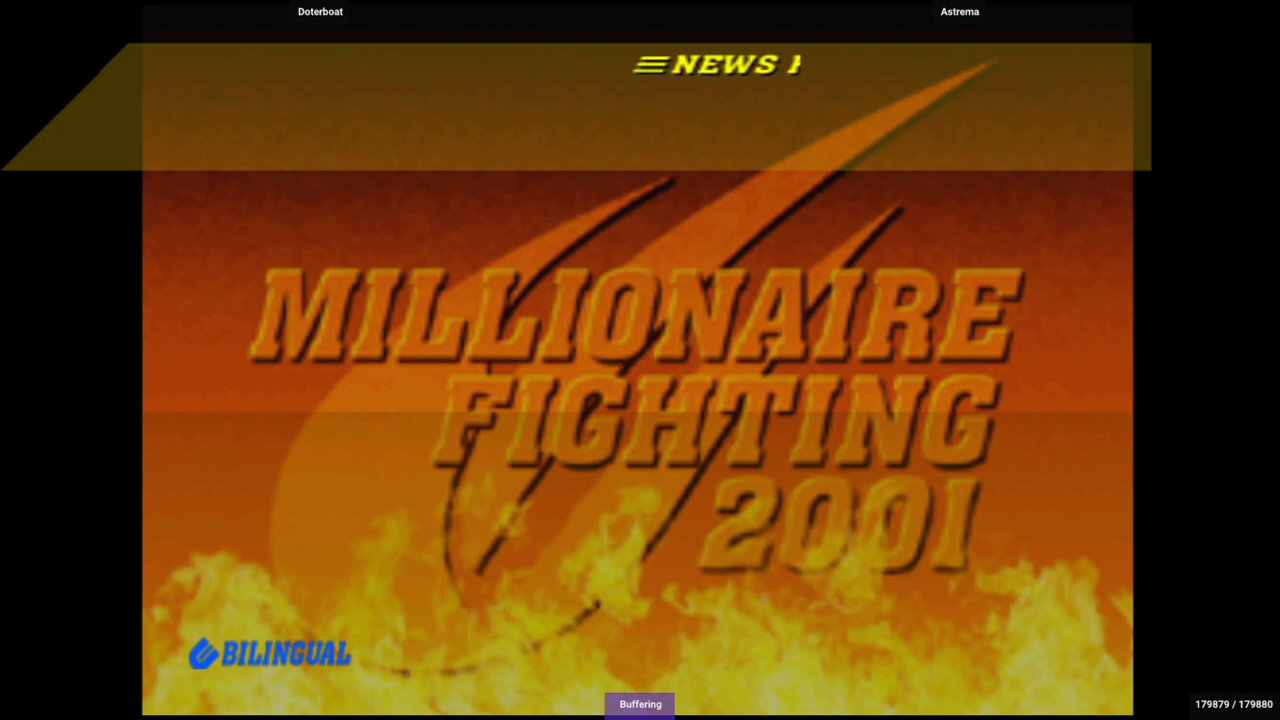 Doterboat
Astrema
NEWS
MILLIONAIRE
FIGHTING
2001
BILINGUAL
Buffering
179879 / 179880